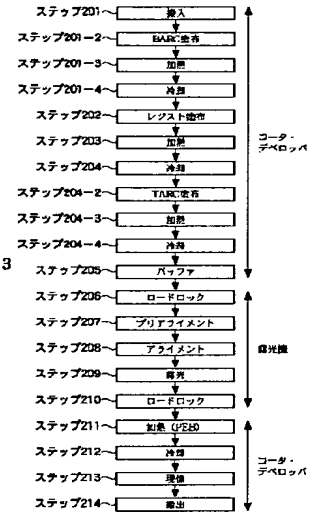 ステップ201 搬入
ステップ201-2 BARC塗布
ステップ201-3 加熱
ステップ201-4 冷却
ステップ202 レジスト塗布
ステップ203 加熱
ステップ204 冷却
ステップ204-2 TARC塗布
ステップ204-3 加熱
ステップ204-4 冷却
ステップ205 バッファ
コータ・
デベロッパ
3
ステップ206 ロードロック
ステップ207 プリアライメント
ステップ208 アライメント
ステップ209 露光
ステップ210 ロードロック
露光機
ステップ211 加熱(PEB)
ステップ212 冷却
ステップ213 現像
ステップ214 搬出
コータ・
デベロッパ